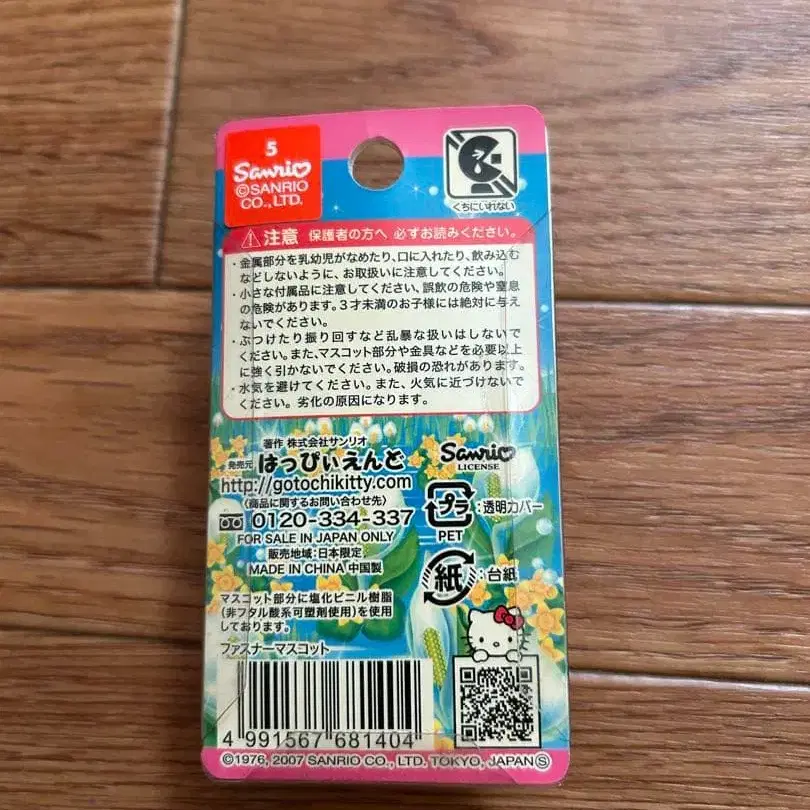 5
Sanrio
©SANRIO
CO., LTD.
くちにいれない
注意 保護者の方へ 必ずお読みください。
・金属部分を乳幼児がなめたり、口に入れたり、飲み込む
などしないように、お取扱いに注意してください。
・小さな付属品に注意してください、誤飲の危険や窒息
の危険があります。3才未満のお子様には絶対に与え
ないでください。
・ぶつけたり振り回すなど乱暴な扱いはしないで
ください。また、マスコット部分や金具などを必要以上
に強く引かないでください。破損の恐れがあります。
・水気を避けてください。また、火気に近づけないで
ください。劣化の原因になります。
著作 株式会社サンリオ
発売元 はっぴぃえんど
http://gotochikitty.com
〈商品に関するお問い合わせ先〉
0120-334-337
FOR SALE IN JAPAN ONLY
販売地域:日本限定
MADE IN CHINA 中国製
Sanrio
LICENSE
プラ :透明カバー
PET
紙 :台紙
マスコット部分に塩化ビニル樹脂
(非フタル酸系可塑剤使用)を使用
しております。
ファスナーマスコット
4 991567 681404
©1976, 2007 SANRIO CO., LTD. TOKYO, JAPAN Ⓢ